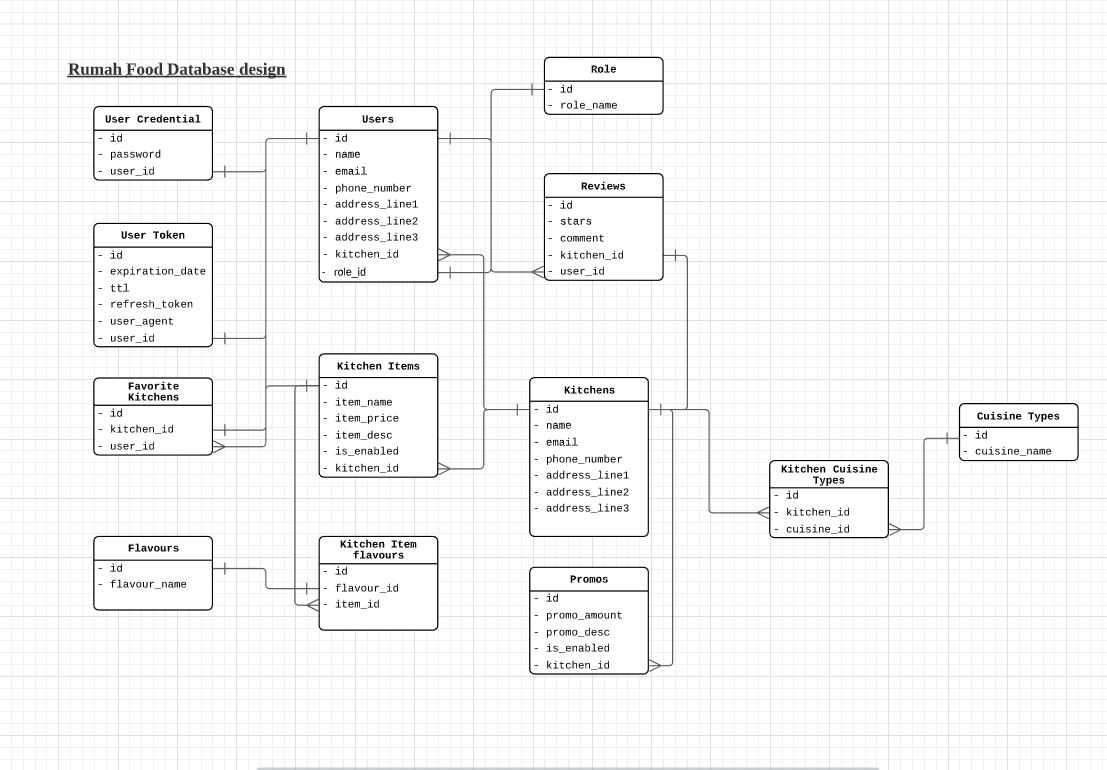 Rumah Food Database design
User Credential
- id
- password
- user_id
User Token
- id
- expiration_date
- ttl
- refresh_token
- user_agent
- user_id
Favorite
Kitchens
- id
- kitchen_id
- user_id
Flavours
- id
- flavour_name
Users
- id
- name
- email
- phone_number
- address_line1
- address_line2
- address_line3
- kitchen_id
- role_id
Kitchen Items
- id
- item_name
- item_price
- item_desc
- is_enabled
- kitchen_id
Kitchen Item
flavours
- id
- flavour_id
- item_id
Role
- id
- role_name
Reviews
- id
- stars
- comment
- kitchen_id
- user_id
Kitchens
- id
- name
- email
- phone_number
- address_line1
- address_line2
- address_line3
Promos
- id
- promo_amount
- promo_desc
- is_enabled
- kitchen_id
Kitchen Cuisine
Types
- id
- kitchen_id
- cuisine_id
Cuisine Types
- id
- cuisine_name